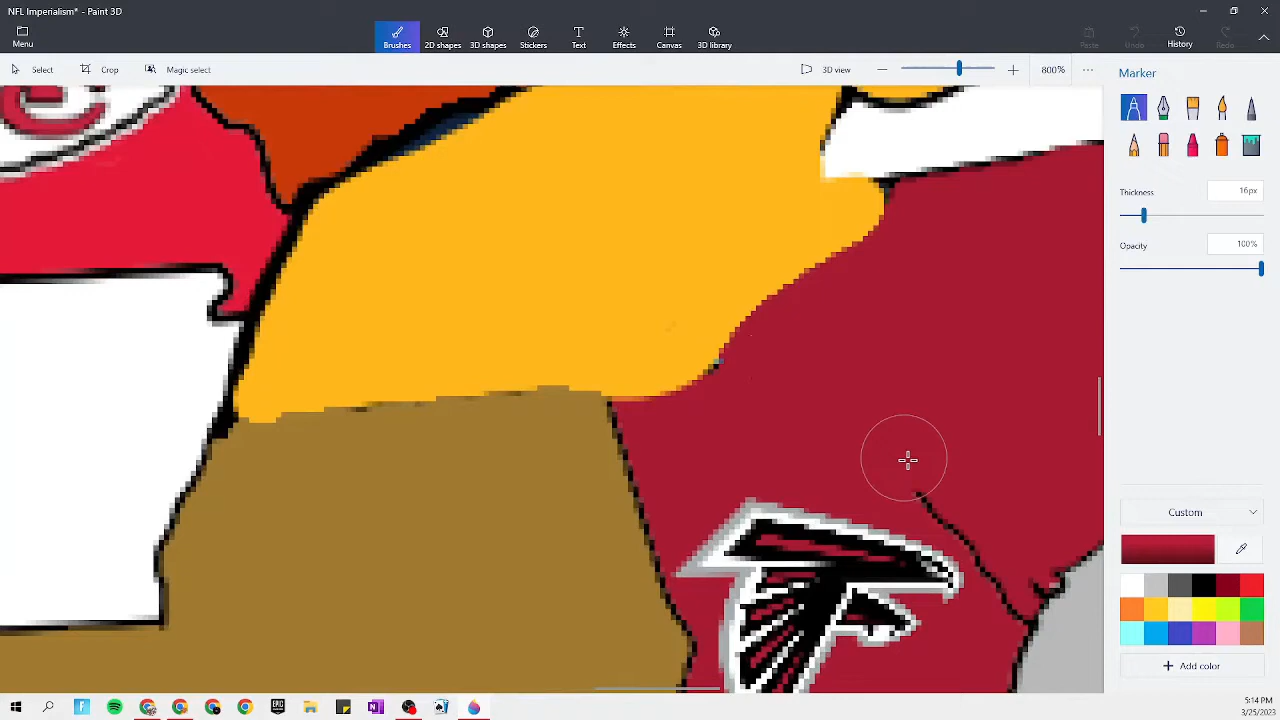 NFL Imperialism* - Paint 3D
Menu
Brushes
2D shapes
3D shapes
Stickers
Text
Effects
Canvas
3D library
Paste
Undo
History
Redo
Select
Crop
Magic select
3D view
800%
Marker
Thickness
16px
Opacity
100%
Custom
Add color
5:14 PM
3/25/2023